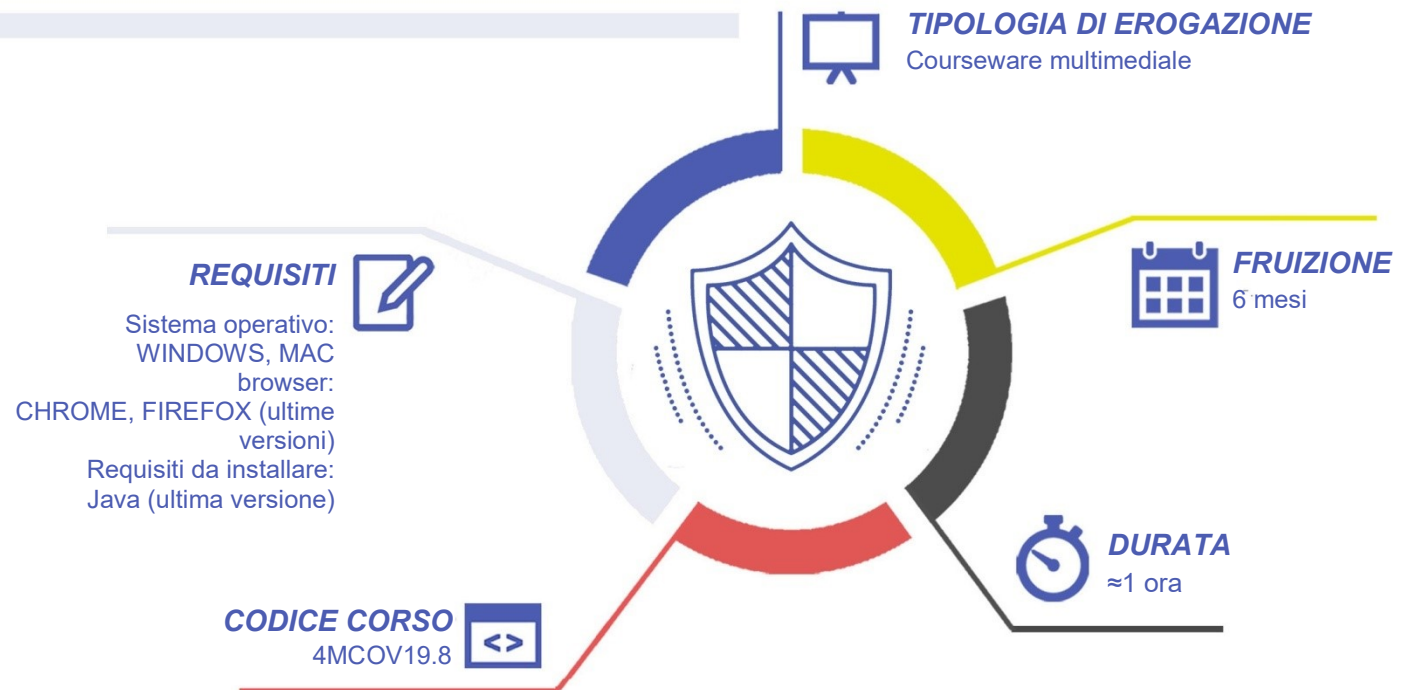 TIPOLOGIA DI EROGAZIONE
Courseware multimediale
REQUISITI
Sistema operativo:
WINDOWS, MAC
browser:
CHROME, FIREFOX (ultime
versioni)
Requisiti da installare:
Java (ultima versione)
FRUIZIONE
6 mesi
DURATA
≈1 ora
CODICE CORSO
4MCOV19.8
<>